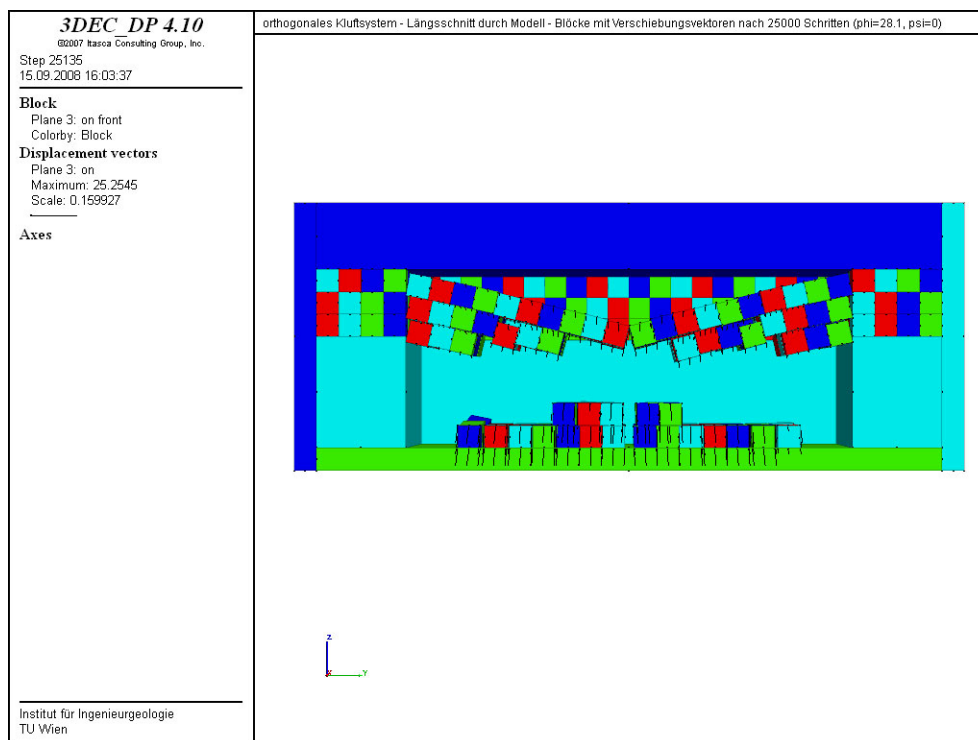 3DEC_DP 4.10
©2007 Itasca Consulting Group, Inc.
Step 25135
15.09.2008 16:03:37
Block
Plane 3: on front
Colorby: Block
Displacement vectors
Plane 3: on
Maximum: 25.2545
Scale: 0.159927
Axes
Institut für Ingenieurgeologie
TU Wien
orthogonales Kluftsystem - Längsschnitt durch Modell - Blöcke mit Verschiebungsvektoren nach 25000 Schritten (phi=28.1, psi=0)
Z
X Y